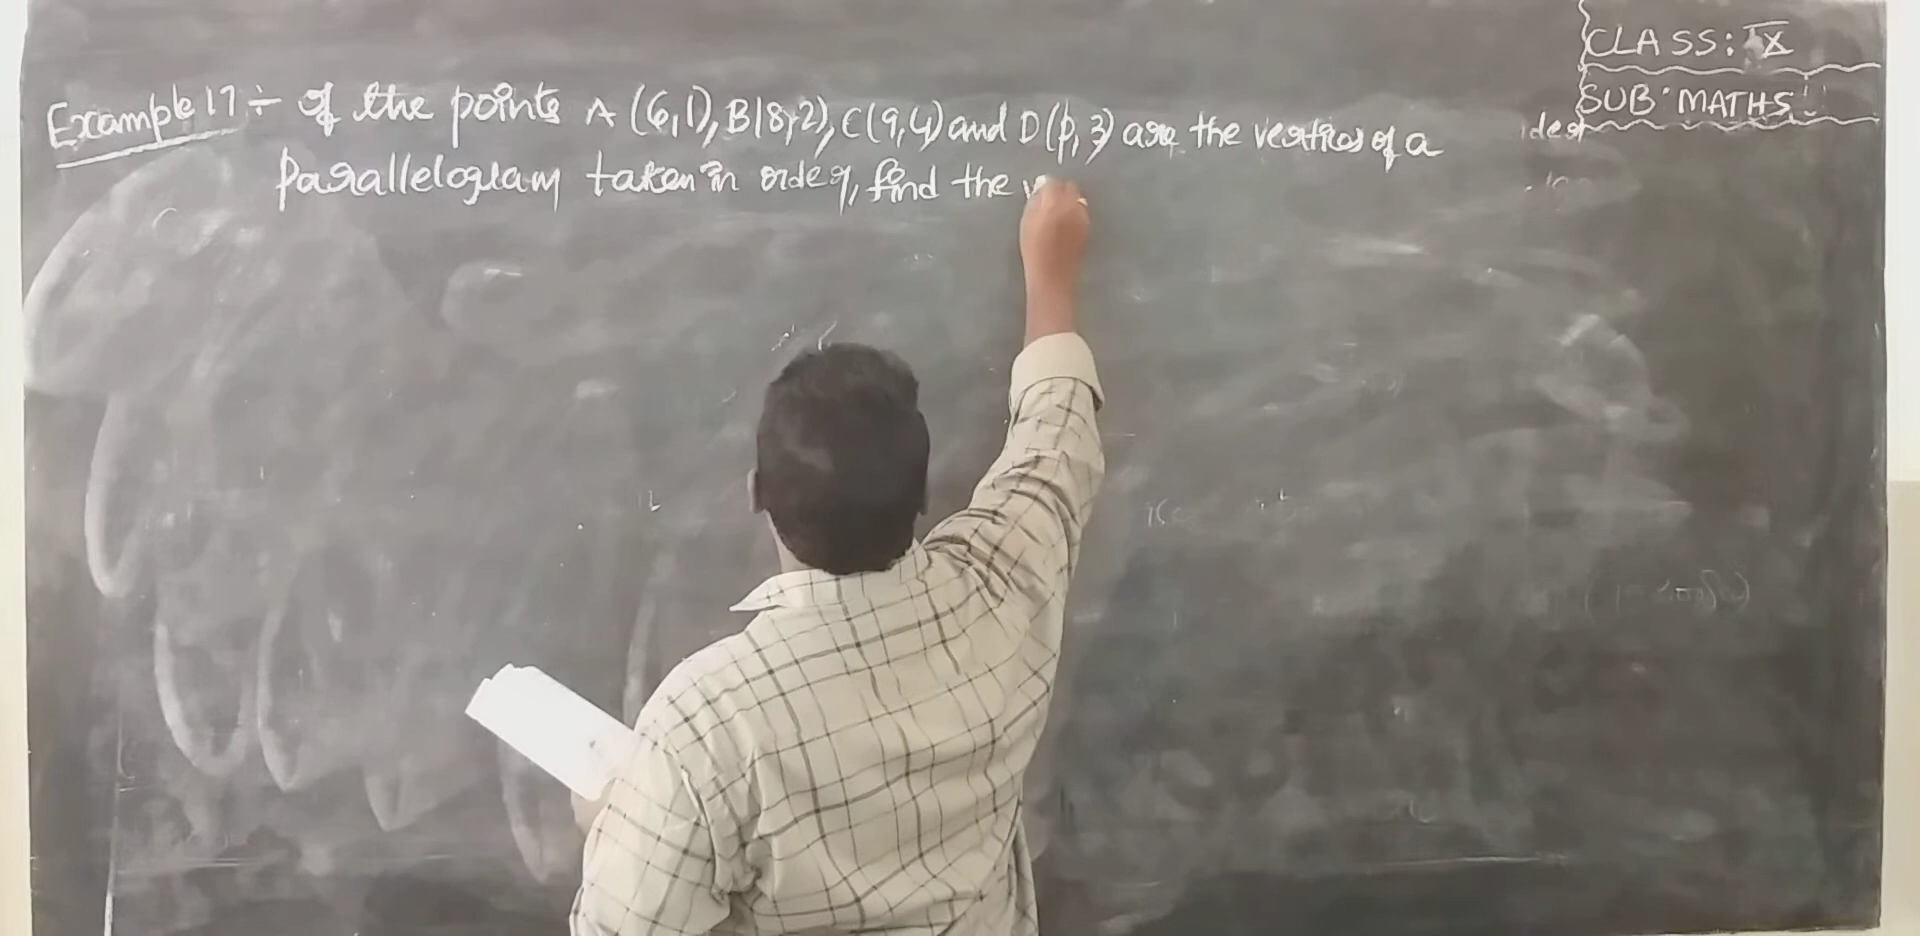 CLASS: IX
SUB: MATHS
Example 17 ÷ If the points A (6,1), B(8,2), C(9,4) and D(p,3) are the vertices of a
Parallelogram taken in order, find the